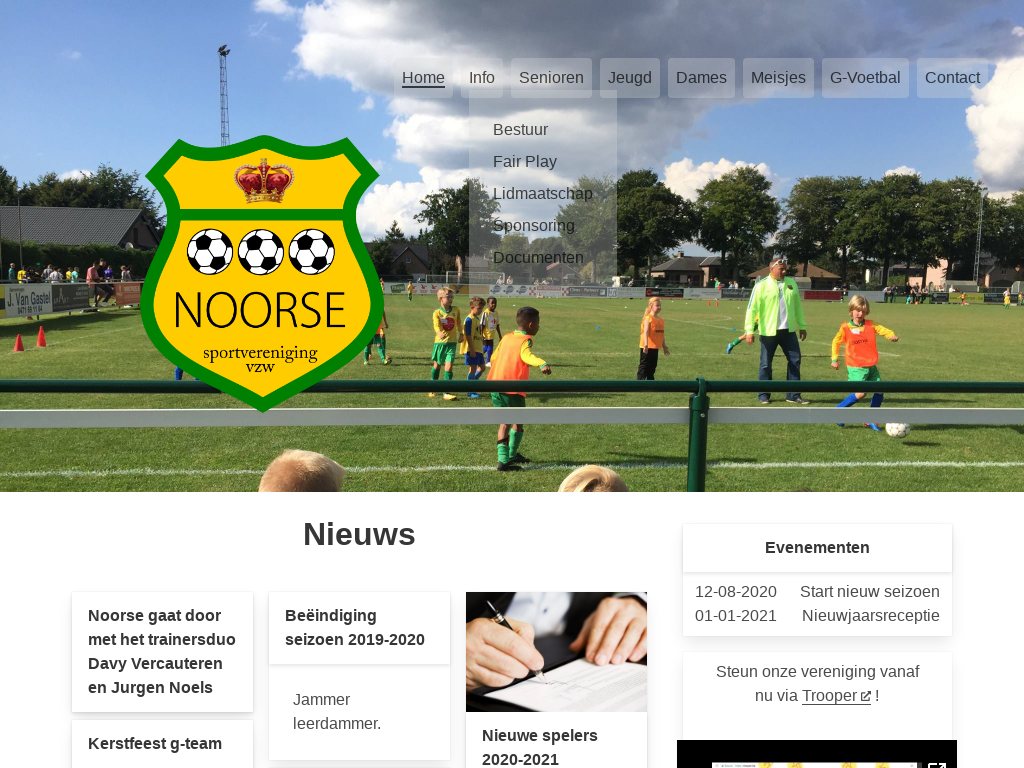 Home Info Senioren Jeugd Dames Meisjes G-Voetbal Contact
Bestuur
Fair Play
Lidmaatschap
Sponsoring
Documenten
J. Van Gastel
NOORSE
sportvereniging
vzw
Nieuws
Noorse gaat door
met het trainersduo
Davy Vercauteren
en Jurgen Noels
Kerstfeest g-team
Beëindiging
seizoen 2019-2020
Jammer
leerdammer.
Nieuwe spelers
2020-2021
Evenementen
12-08-2020 Start nieuw seizoen
01-01-2021 Nieuwjaarsreceptie
Steun onze vereniging vanaf
nu via Trooper !